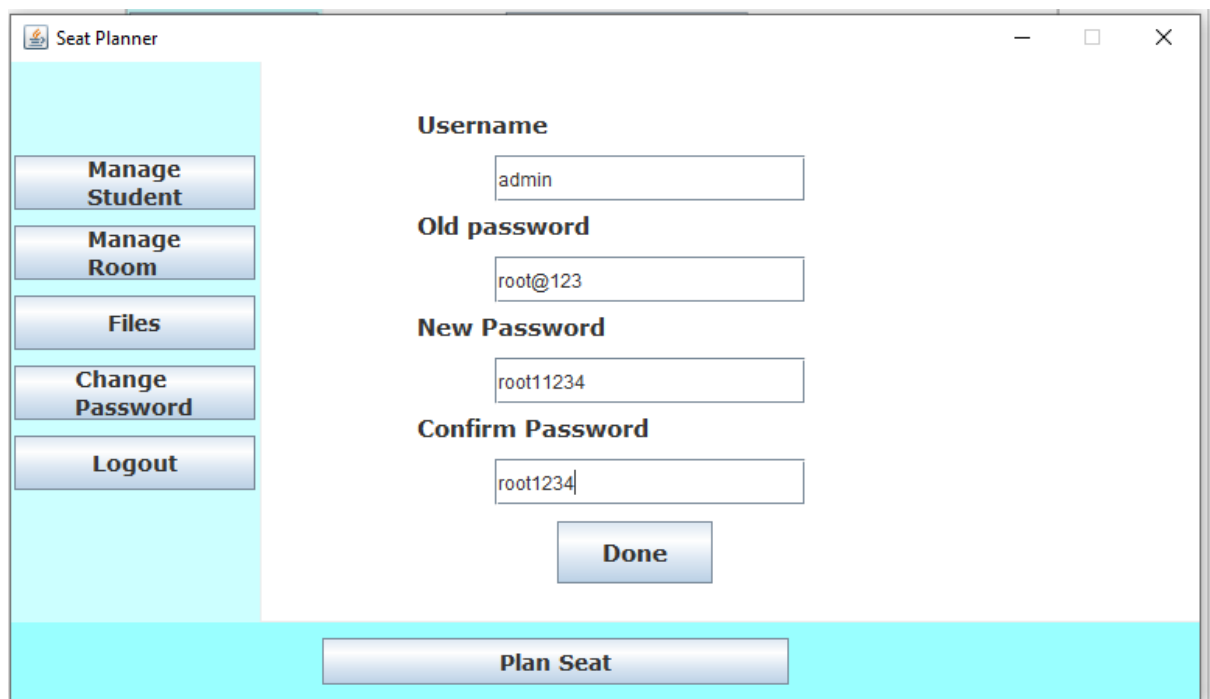 Seat Planner
Manage
Student
Manage
Room
Files
Change
Password
Logout
Username
admin
Old password
root@123
New Password
root11234
Confirm Password
root1234
Done
Plan Seat